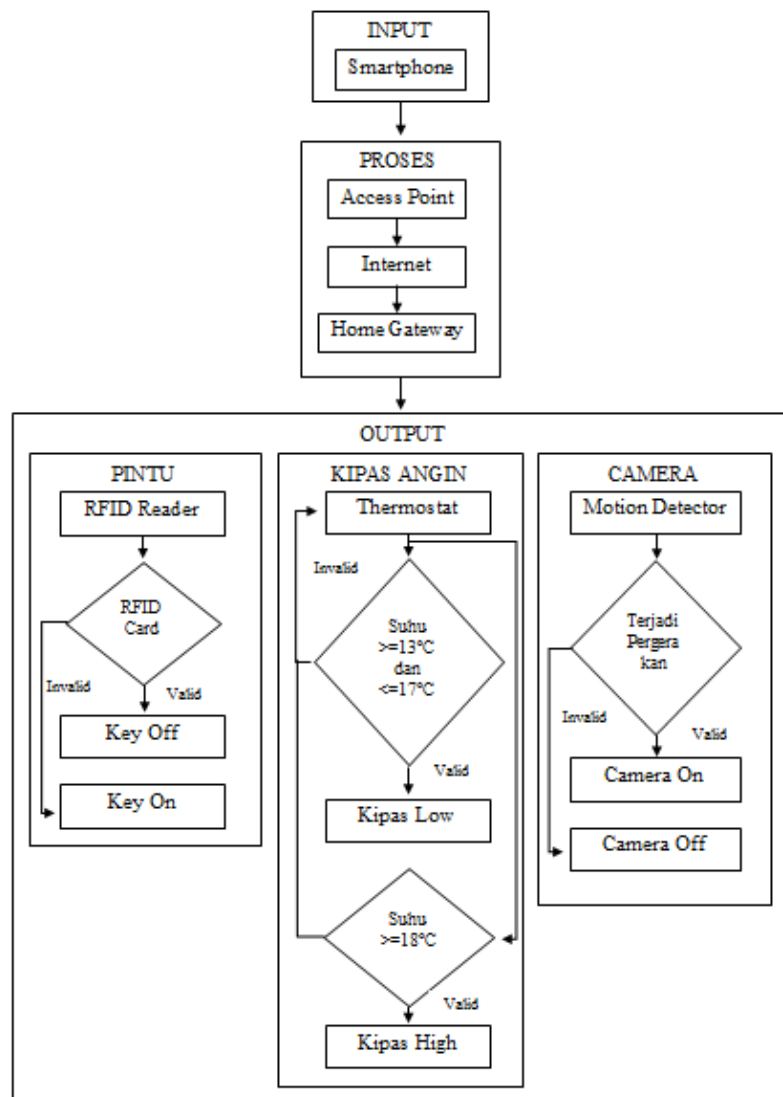 INPUT
Smartphone
PROSES
Access Point
Internet
Home Gateway
OUTPUT
PINTU
RFID Reader
RFID
Card
Invalid
Valid
Key Off
Key On
KIPAS ANGIN
Thermostat
Invalid
Suhu
>=13°C
dan
<=17°C
Valid
Kipas Low
Suhu
>=18°C
Valid
Kipas High
CAMERA
Motion Detector
Terjadi
Pergera
kan
Invalid
Valid
Camera On
Camera Off